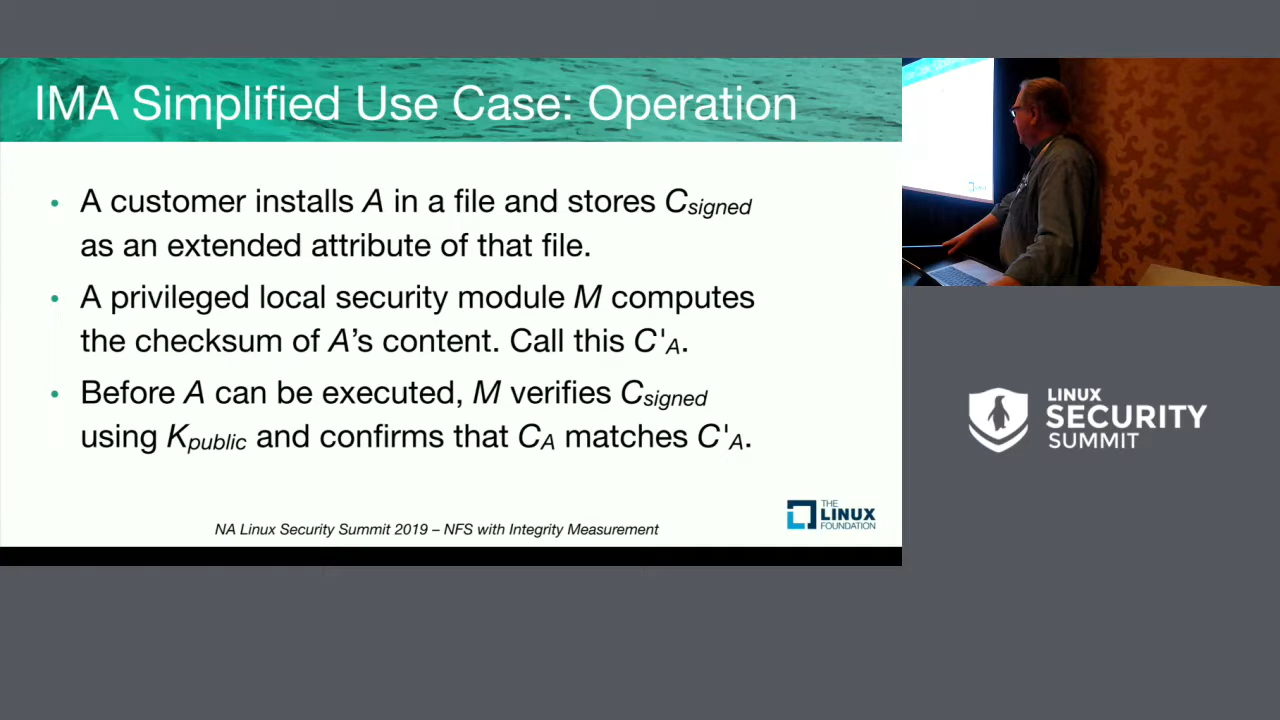 IMA Simplified Use Case: Operation
• A customer installs A in a file and stores Csigned
as an extended attribute of that file.
• A privileged local security module M computes
the checksum of A's content. Call this C'A.
• Before A can be executed, M verifies Csigned
using Kpublic and confirms that CA matches C'A.
NA Linux Security Summit 2019 – NFS with Integrity Measurement
THE
LINUX
FOUNDATION
LINUX
SECURITY
SUMMIT